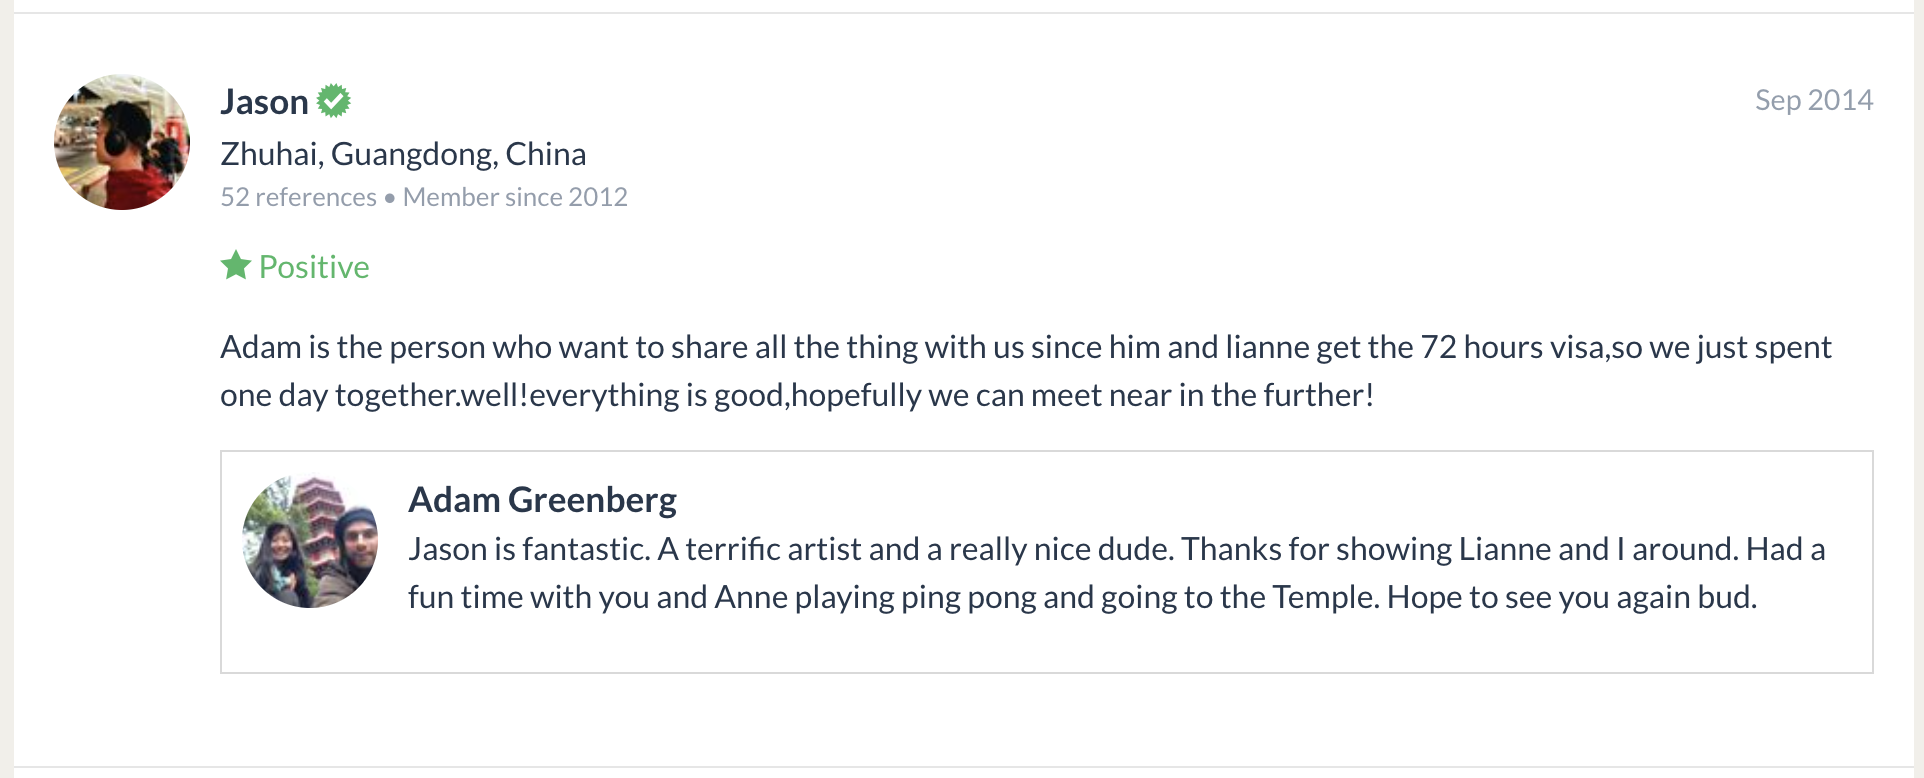 Jason
Sep 2014
Zhuhai, Guangdong, China
52 references • Member since 2012
Positive
Adam is the person who want to share all the thing with us since him and lianne get the 72 hours visa,so we just spent
one day together.well!everything is good,hopefully we can meet near in the further!
Adam Greenberg
Jason is fantastic. A terrific artist and a really nice dude. Thanks for showing Lianne and I around. Had a
fun time with you and Anne playing ping pong and going to the Temple. Hope to see you again bud.